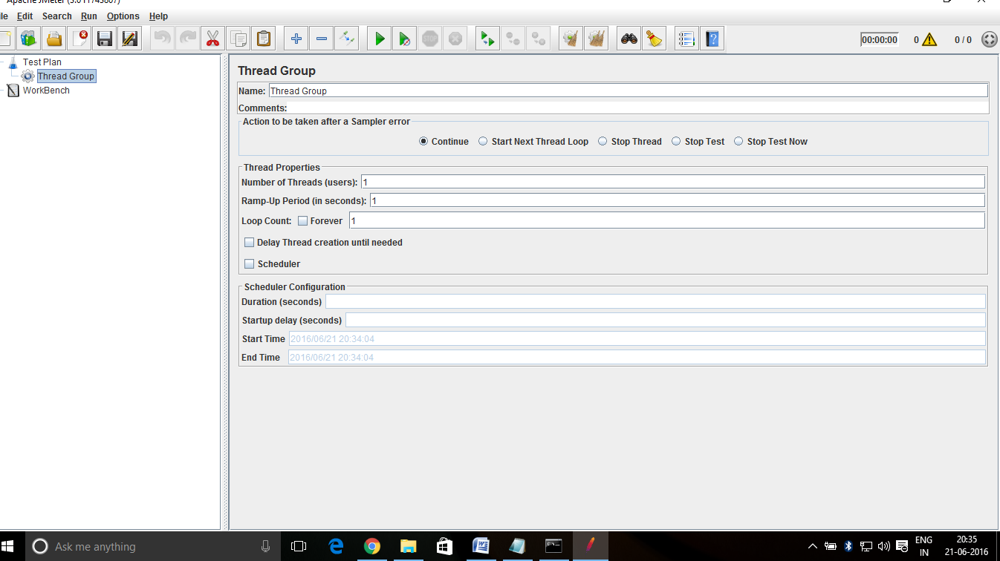 Apache JMeter (3.0 r1743807)
ile Edit Search Run Options Help
STOP 00:00:00 0 0 / 0
Test Plan
Thread Group
WorkBench
Thread Group
Name: Thread Group
Comments:
Action to be taken after a Sampler error
Continue Start Next Thread Loop Stop Thread Stop Test Stop Test Now
Thread Properties
Number of Threads (users): 1
Ramp-Up Period (in seconds): 1
Loop Count: Forever 1
Delay Thread creation until needed
Scheduler
Scheduler Configuration
Duration (seconds)
Startup delay (seconds)
Start Time 2016/06/21 20:34:04
End Time 2016/06/21 20:34:04
Ask me anything
ENG
IN
20:35
21-06-2016